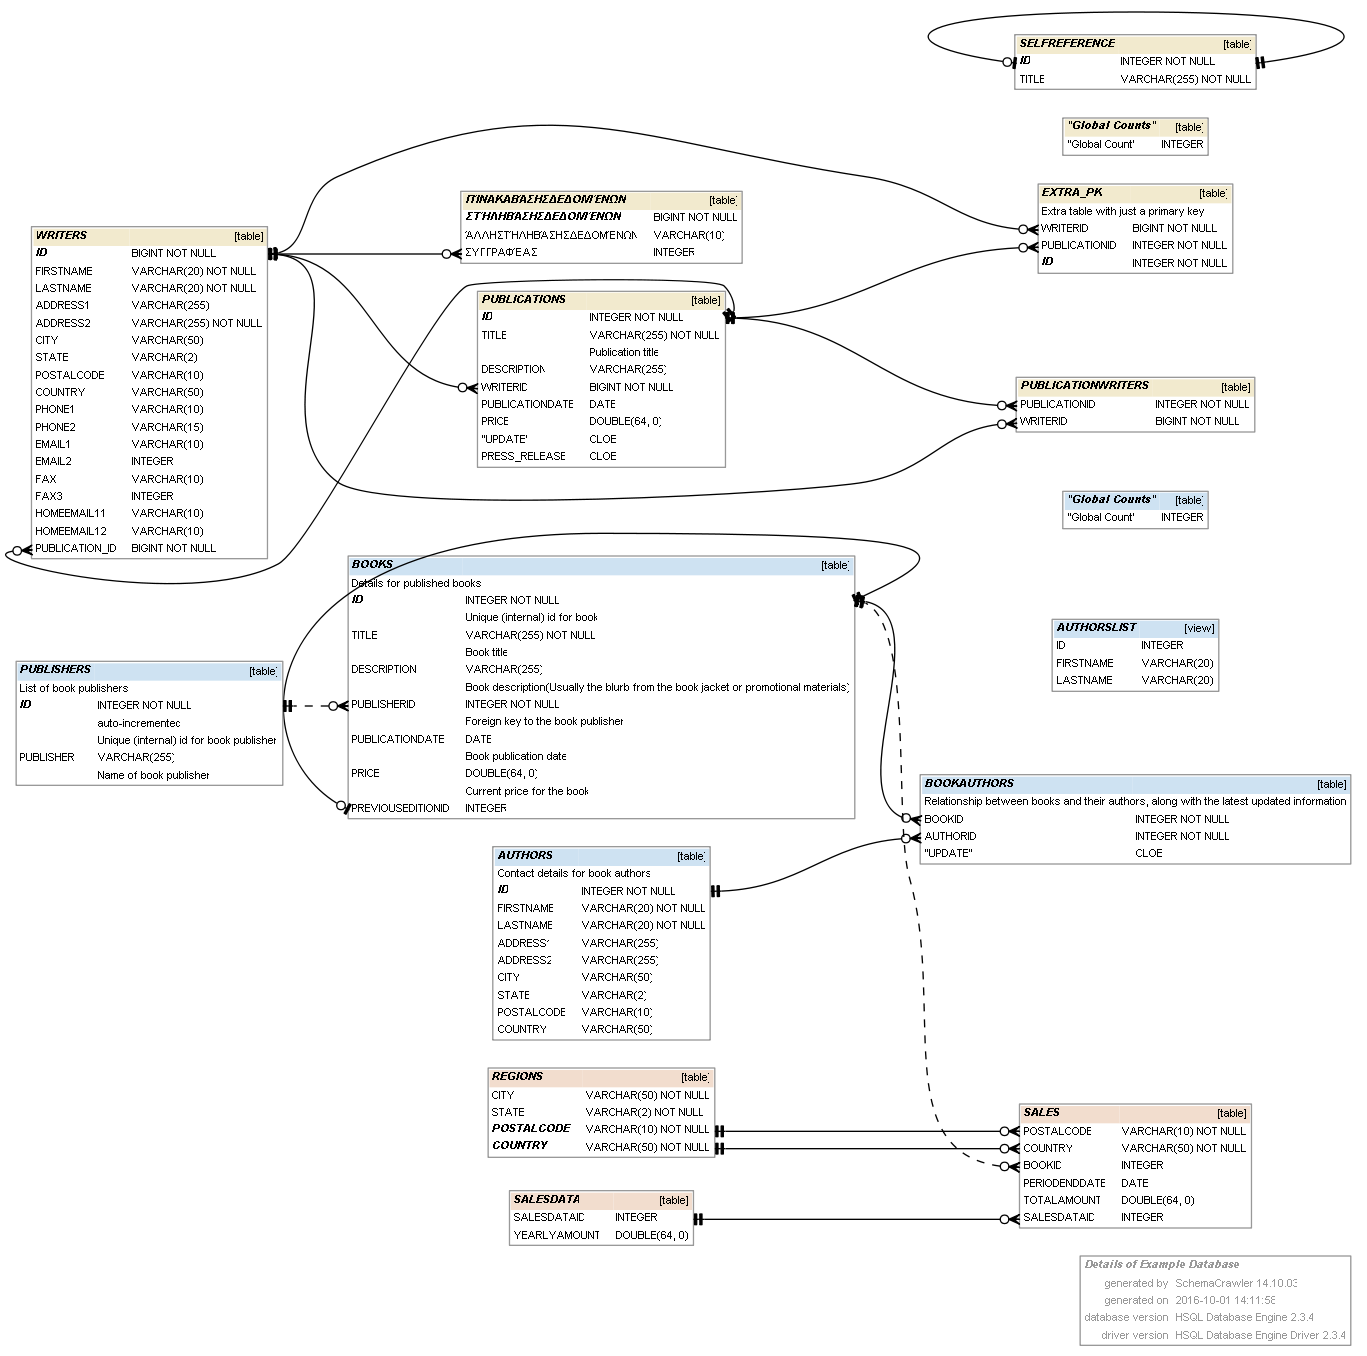 SELFREFERENCE [table]
ID INTEGER NOT NULL
TITLE VARCHAR(255) NOT NULL
"Global Counts" [table]
"Global Count" INTEGER
EXTRA_PK [table]
Extra table with just a primary key
WRITERID BIGINT NOT NULL
PUBLICATIONID INTEGER NOT NULL
ID INTEGER NOT NULL
ΠΊΝΑΚΑΒΆΣΗΣΔΕΔΟΜΈΝΩΝ [table]
ΣΤΉΛΗΒΆΣΗΣΔΕΔΟΜΈΝΩΝ BIGINT NOT NULL
ΆΛΛΗΣΤΉΛΗΒΆΣΗΣΔΕΔΟΜΈΝΩΝ VARCHAR(10)
ΣΥΓΓΡΑΦΈΑΣ INTEGER
WRITERS [table]
ID BIGINT NOT NULL
FIRSTNAME VARCHAR(20) NOT NULL
LASTNAME VARCHAR(20) NOT NULL
ADDRESS1 VARCHAR(255)
ADDRESS2 VARCHAR(255) NOT NULL
CITY VARCHAR(50)
STATE VARCHAR(2)
POSTALCODE VARCHAR(10)
COUNTRY VARCHAR(50)
PHONE1 VARCHAR(10)
PHONE2 VARCHAR(15)
EMAIL1 VARCHAR(10)
EMAIL2 INTEGER
FAX VARCHAR(10)
FAX3 INTEGER
HOMEEMAIL11 VARCHAR(10)
HOMEEMAIL12 VARCHAR(10)
PUBLICATION_ID BIGINT NOT NULL
PUBLICATIONS [table]
ID INTEGER NOT NULL
TITLE VARCHAR(255) NOT NULL
Publication title
DESCRIPTION VARCHAR(255)
WRITERID BIGINT NOT NULL
PUBLICATIONDATE DATE
PRICE DOUBLE(64, 0)
"UPDATE" CLOB
PRESS_RELEASE CLOB
PUBLICATIONWRITERS [table]
PUBLICATIONID INTEGER NOT NULL
WRITERID BIGINT NOT NULL
"Global Counts" [table]
"Global Count" INTEGER
BOOKS [table]
Details for published books
ID INTEGER NOT NULL
Unique (internal) id for book
TITLE VARCHAR(255) NOT NULL
Book title
DESCRIPTION VARCHAR(255)
Book description(Usually the blurb from the book jacket or promotional materials)
PUBLISHERID INTEGER NOT NULL
Foreign key to the book publisher
PUBLICATIONDATE DATE
Book publication date
PRICE DOUBLE(64, 0)
Current price for the book
PREVIOUSEDITIONID INTEGER
AUTHORSLIST [view]
ID INTEGER
FIRSTNAME VARCHAR(20)
LASTNAME VARCHAR(20)
PUBLISHERS [table]
List of book publishers
ID INTEGER NOT NULL
auto-incremented
Unique (internal) id for book publisher
PUBLISHER VARCHAR(255)
Name of book publisher
BOOKAUTHORS [table]
Relationship between books and their authors, along with the latest updated information
BOOKID INTEGER NOT NULL
AUTHORID INTEGER NOT NULL
"UPDATE" CLOB
AUTHORS [table]
Contact details for book authors
ID INTEGER NOT NULL
FIRSTNAME VARCHAR(20) NOT NULL
LASTNAME VARCHAR(20) NOT NULL
ADDRESS1 VARCHAR(255)
ADDRESS2 VARCHAR(255)
CITY VARCHAR(50)
STATE VARCHAR(2)
POSTALCODE VARCHAR(10)
COUNTRY VARCHAR(50)
REGIONS [table]
CITY VARCHAR(50) NOT NULL
STATE VARCHAR(2) NOT NULL
POSTALCODE VARCHAR(10) NOT NULL
COUNTRY VARCHAR(50) NOT NULL
SALES [table]
POSTALCODE VARCHAR(10) NOT NULL
COUNTRY VARCHAR(50) NOT NULL
BOOKID INTEGER
PERIODENDDATE DATE
TOTALAMOUNT DOUBLE(64, 0)
SALESDATAID INTEGER
SALESDATA [table]
SALESDATAID INTEGER
YEARLYAMOUNT DOUBLE(64, 0)
Details of Example Database
generated by SchemaCrawler 14.10.03
generated on 2016-10-01 14:11:58
database version HSQL Database Engine 2.3.4
driver version HSQL Database Engine Driver 2.3.4